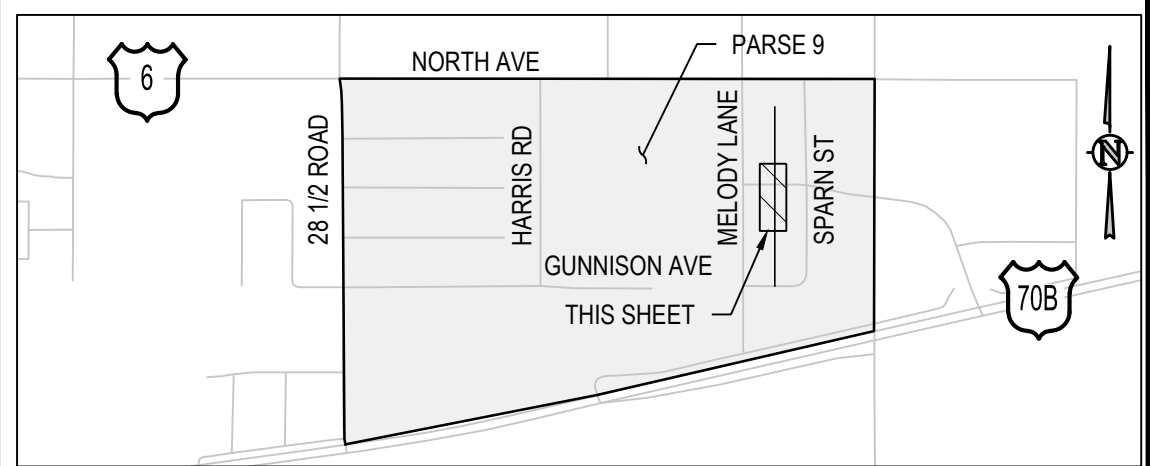 6
NORTH AVE
PARSE 9
N
28 1/2 ROAD
HARRIS RD
MELODY LANE
SPARN ST
GUNNISON AVE
THIS SHEET
70B